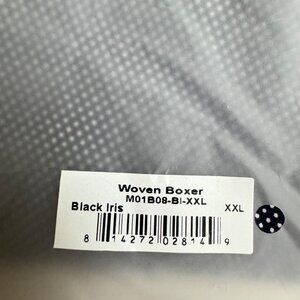 Woven Boxer
M01B08-BI-XXL
Black Iris XXL
8 14272 02814 9